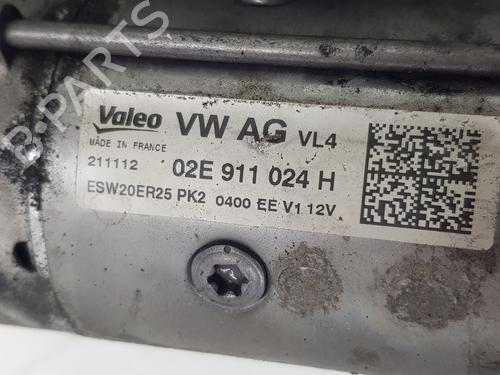 B-PARTS
Valeo VW AG VL4
MADE IN FRANCE
211112 02E 911 024 H
ESW20ER25 PK2 0400 EE V1 12V